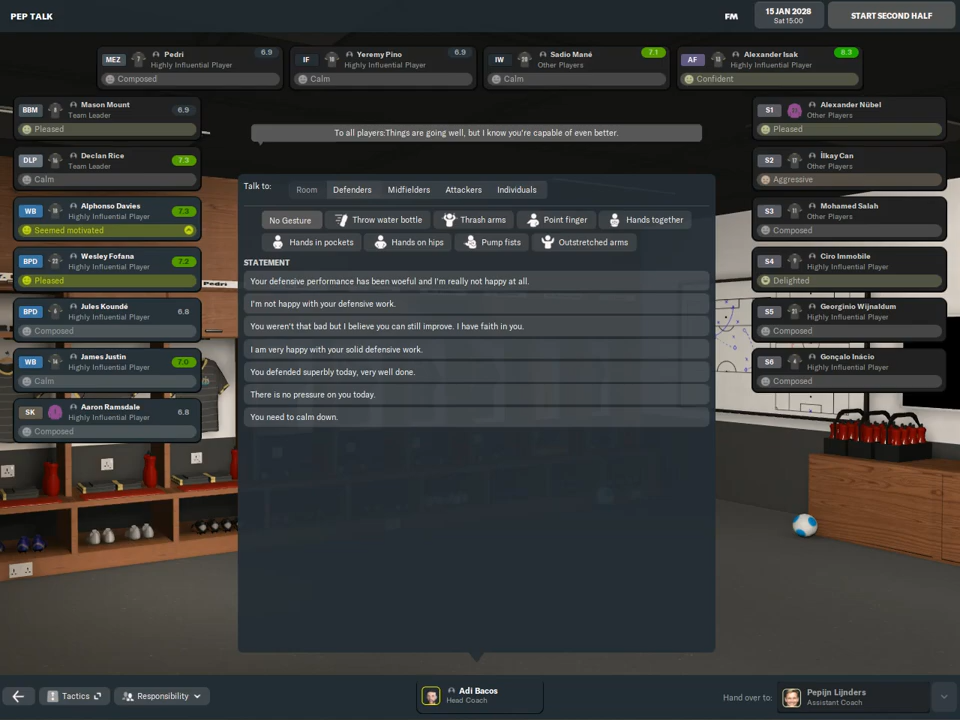 PEP TALK
FM
15 JAN 2028
Sat 15:00
START SECOND HALF
MEZ
7
Pedri
6.9
Highly Influential Player
Composed
IF
Yeremy Pino
6.9
Highly Influential Player
Calm
IW
Sadio Mané
7.1
Other Players
Calm
AF
Alexander Isak
8.3
Highly Influential Player
Confident
BBM
Mason Mount
6.9
Team Leader
Pleased
DLP
Declan Rice
7.3
Team Leader
Calm
WB
Alphonso Davies
7.3
Highly Influential Player
Seemed motivated
BPD
Wesley Fofana
7.2
Highly Influential Player
Pleased
Pedri
BPD
Jules Koundé
6.8
Highly Influential Player
Composed
WB
James Justin
7.0
Highly Influential Player
Calm
SK
Aaron Ramsdale
6.8
Highly Influential Player
Composed
To all players:Things are going well, but I know you're capable of even better.
Talk to:
Room
Defenders
Midfielders
Attackers
Individuals
No Gesture
Throw water bottle
Thrash arms
Point finger
Hands together
Hands in pockets
Hands on hips
Pump fists
Outstretched arms
STATEMENT
Your defensive performance has been woeful and I'm really not happy at all.
I'm not happy with your defensive work.
You weren't that bad but I believe you can still improve. I have faith in you.
I am very happy with your solid defensive work.
You defended superbly today, very well done.
There is no pressure on you today.
You need to calm down.
S1
Alexander Nübel
Other Players
Pleased
S2
İlkay Can
Other Players
Aggressive
S3
Mohamed Salah
Other Players
Composed
S4
Ciro Immobile
Highly Influential Player
Delighted
S5
Georginio Wijnaldum
Highly Influential Player
Composed
S6
Gonçalo Inácio
Highly Influential Player
Composed
Tactics
Responsibility
Adi Bacos
Head Coach
Hand over to:
Pepijn Lijnders
Assistant Coach